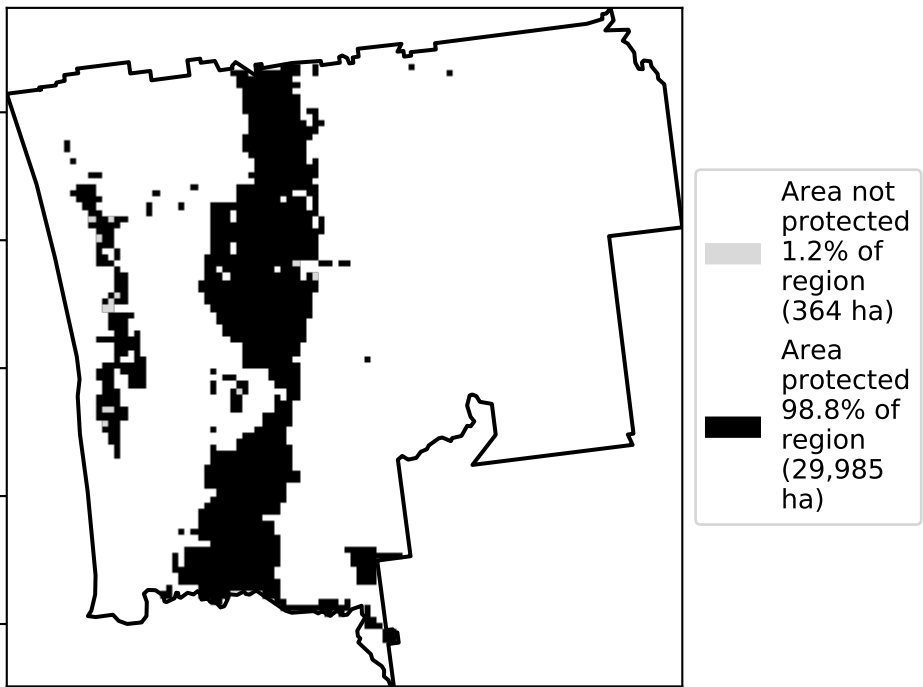 Area not
protected
1.2% of
region
(364 ha)
Area
protected
98.8% of
region
(29,985
ha)